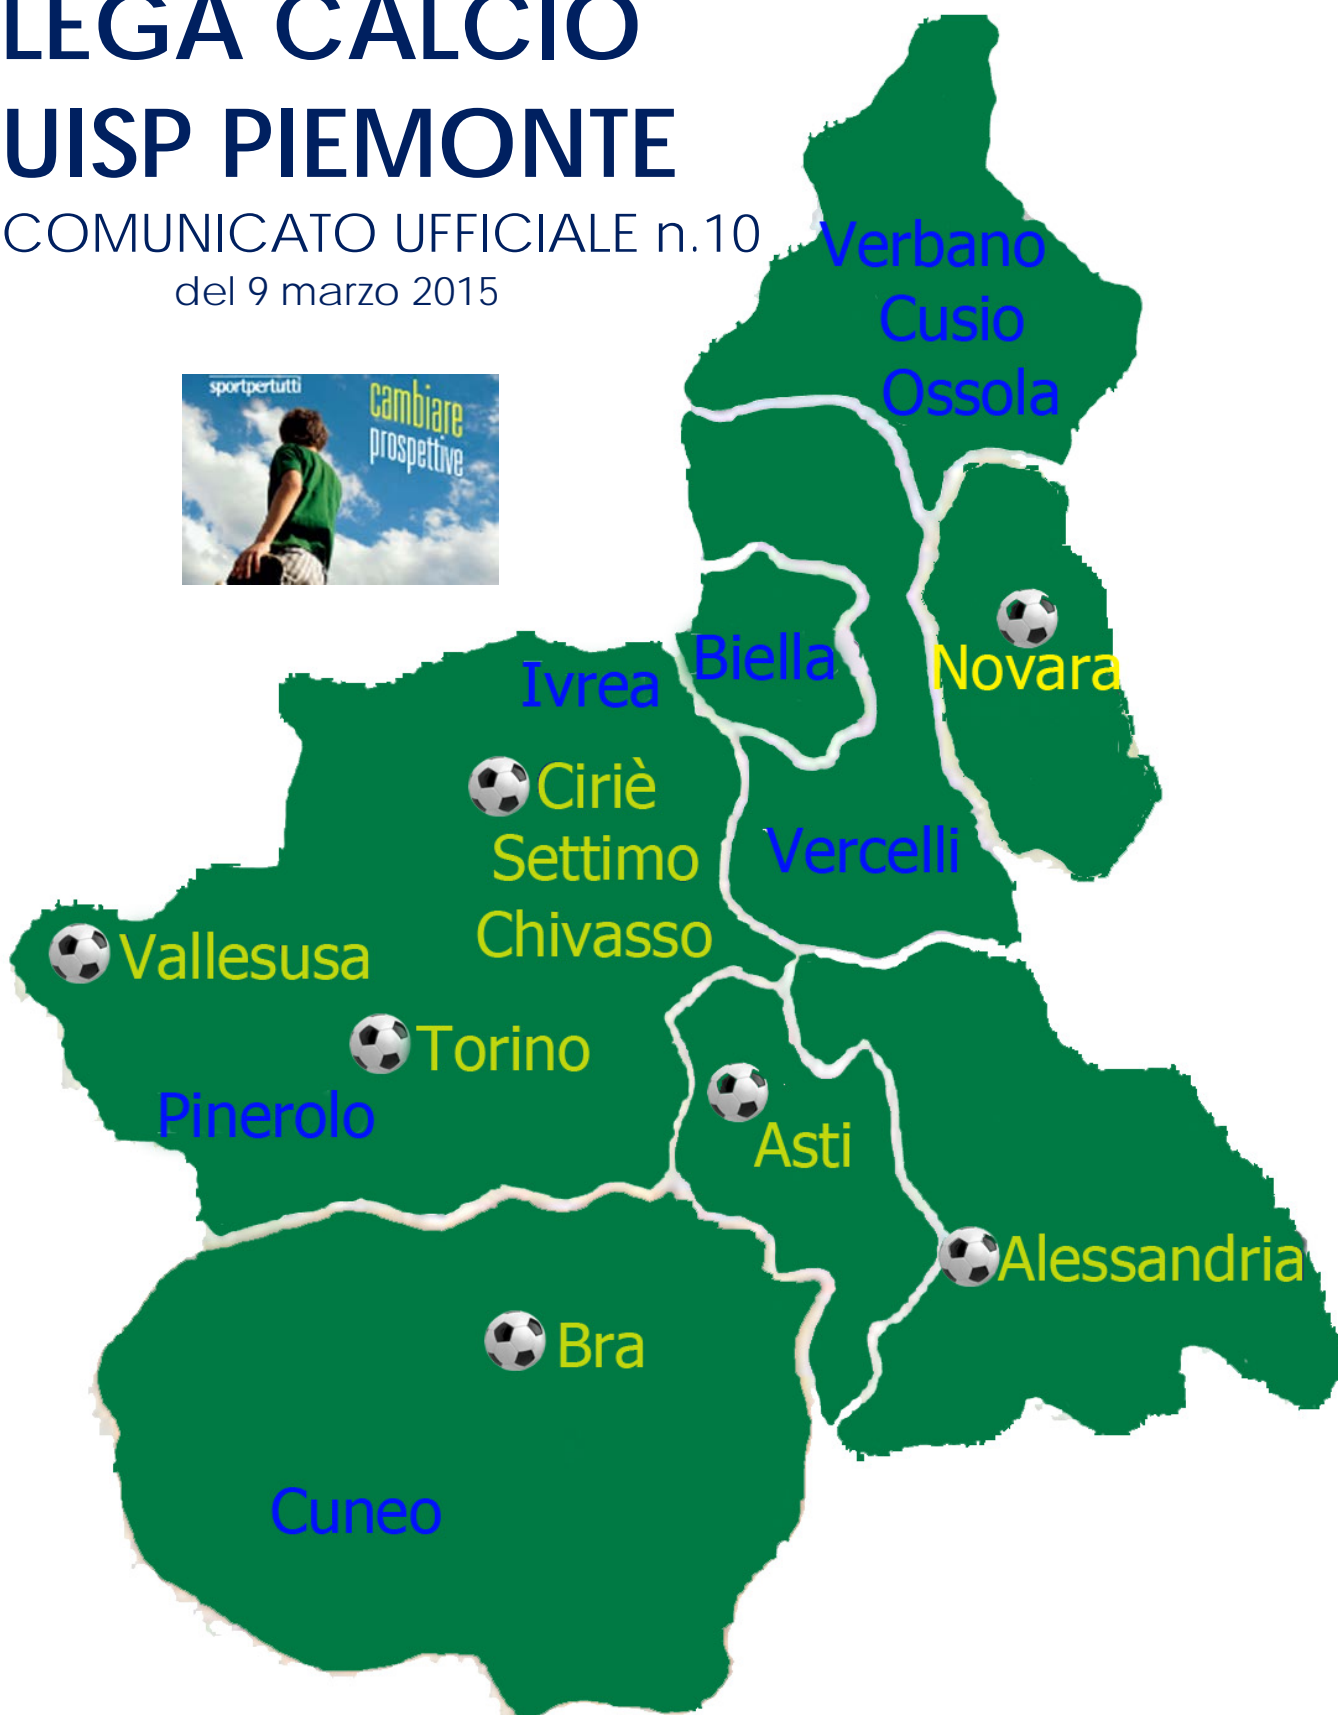 LEGA CALCIO
UISP PIEMONTE
COMUNICATO UFFICIALE n.10
del 9 marzo 2015
sportpertutti
cambiare
prospettive
Verbano
Cusio
Ossola
Biella
Novara
Ivrea
Ciriè
Settimo
Chivasso
Vercelli
Vallesusa
Torino
Pinerolo
Asti
Alessandria
Bra
Cuneo